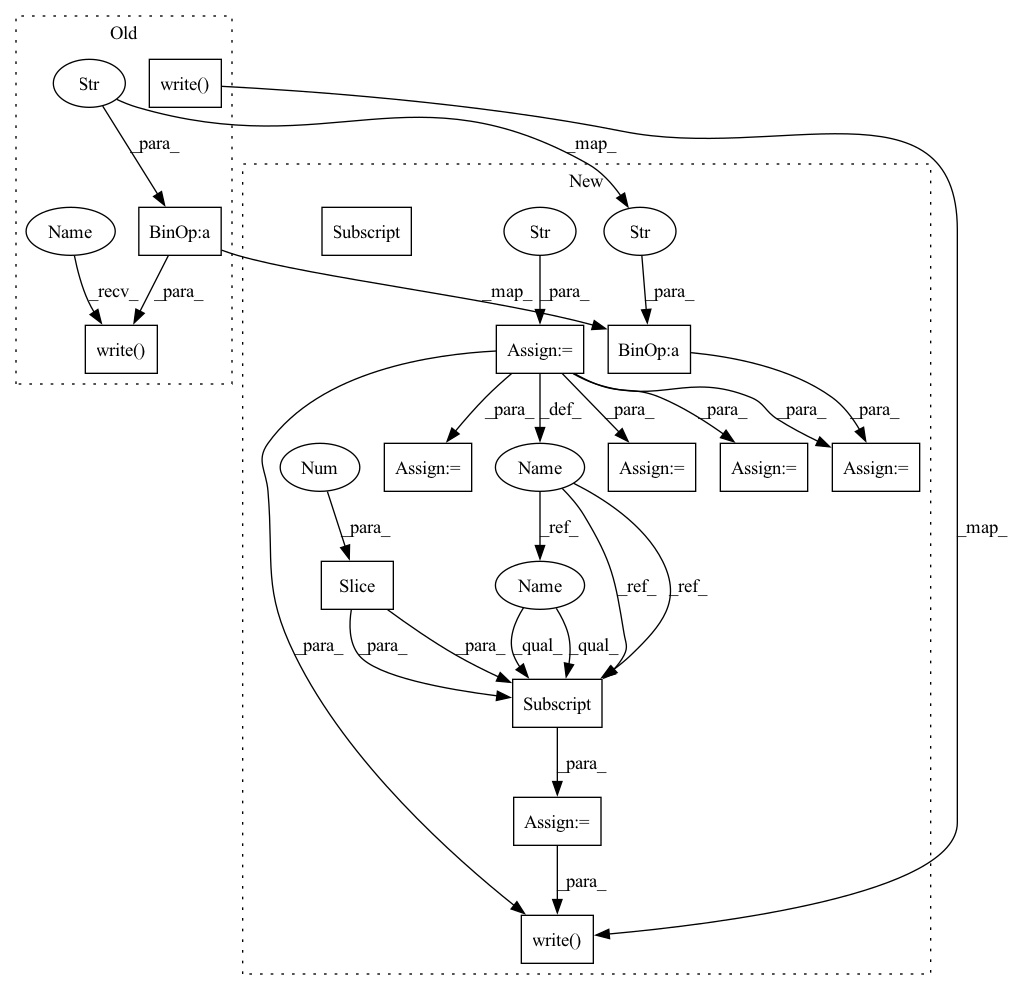 Old
Str
write()
_para_
_map_
New
Name
BinOp:a
Subscript
Str
Str
_recv_
_para_
_map_
_para_
_para_
write()
Assign:=
BinOp:a
_para_
_def_
_para_
_para_
_para_
_para_
Num
Assign:=
Name
Assign:=
Assign:=
Assign:=
_para_
_ref_
_map_
Slice
Name
_ref_
_ref_
_para_
_para_
_para_
_qual_
_qual_
Subscript
_para_
Assign:=
_para_
write()